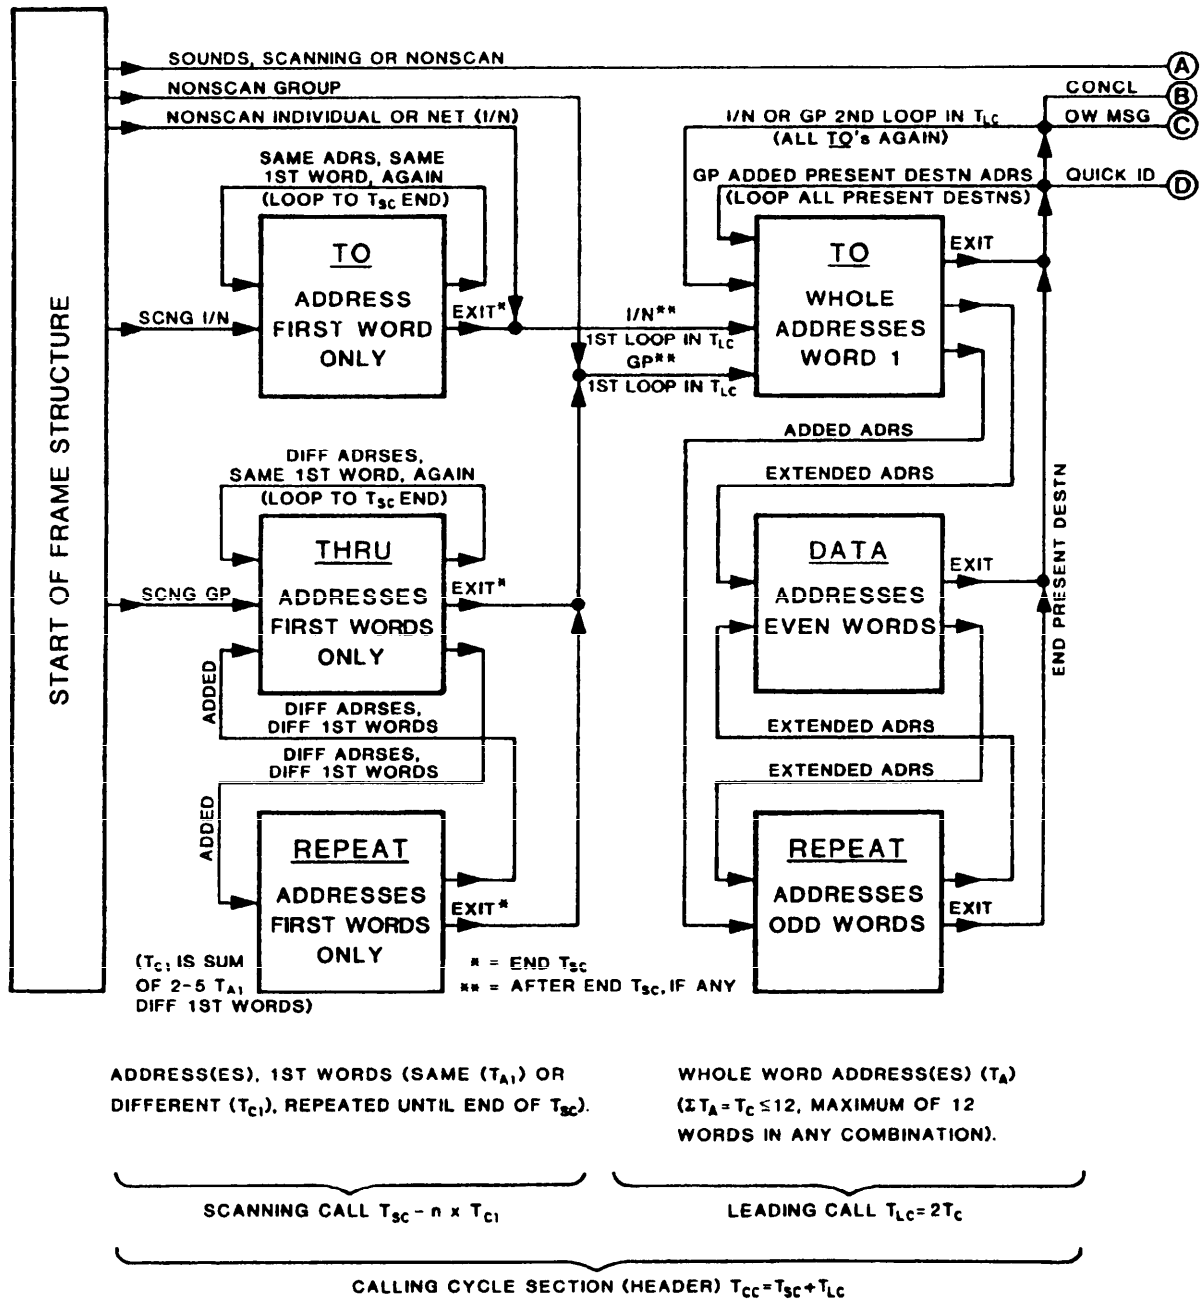 START OF FRAME STRUCTURE
SOUNDS, SCANNING OR NONSCAN
NONSCAN GROUP
NONSCAN INDIVIDUAL OR NET (I/N)
A
CONCL
B
OW MSG
C
QUICK ID
D
SAME ADRS, SAME
1ST WORD, AGAIN
(LOOP TO TSC END)
I/N OR GP 2ND LOOP IN TLC
(ALL TO's AGAIN)
GP ADDED PRESENT DESTN ADRS
(LOOP ALL PRESENT DESTNS)
SCNG I/N
TO
ADDRESS
FIRST WORD
ONLY
EXIT*
I/N**
1ST LOOP IN TLC
GP**
1ST LOOP IN TLC
TO
WHOLE
ADDRESSES
WORD 1
EXIT
ADDED ADRS
EXTENDED ADRS
DIFF ADRSES,
SAME 1ST WORD, AGAIN
(LOOP TO TSC END)
SCNG GP
THRU
ADDRESSES
FIRST WORDS
ONLY
EXIT*
DATA
ADDRESSES
EVEN WORDS
EXIT
END PRESENT DESTN
ADDED
DIFF ADRSES,
DIFF 1ST WORDS
DIFF ADRSES,
DIFF 1ST WORDS
ADDED
EXTENDED ADRS
EXTENDED ADRS
REPEAT
ADDRESSES
FIRST WORDS
ONLY
EXIT*
REPEAT
ADDRESSES
ODD WORDS
EXIT
(TC1 IS SUM
OF 2-5 TA1
DIFF 1ST WORDS)
* = END TSC
** = AFTER END TSC, IF ANY
ADDRESS(ES), 1ST WORDS (SAME (TA1) OR
DIFFERENT (TC1), REPEATED UNTIL END OF TSC).
WHOLE WORD ADDRESS(ES) (TA)
(ΣTA=TC≤12, MAXIMUM OF 12
WORDS IN ANY COMBINATION).
SCANNING CALL TSC - n x TC1
LEADING CALL TLC=2TC
CALLING CYCLE SECTION (HEADER) TCC=TSC+TLC